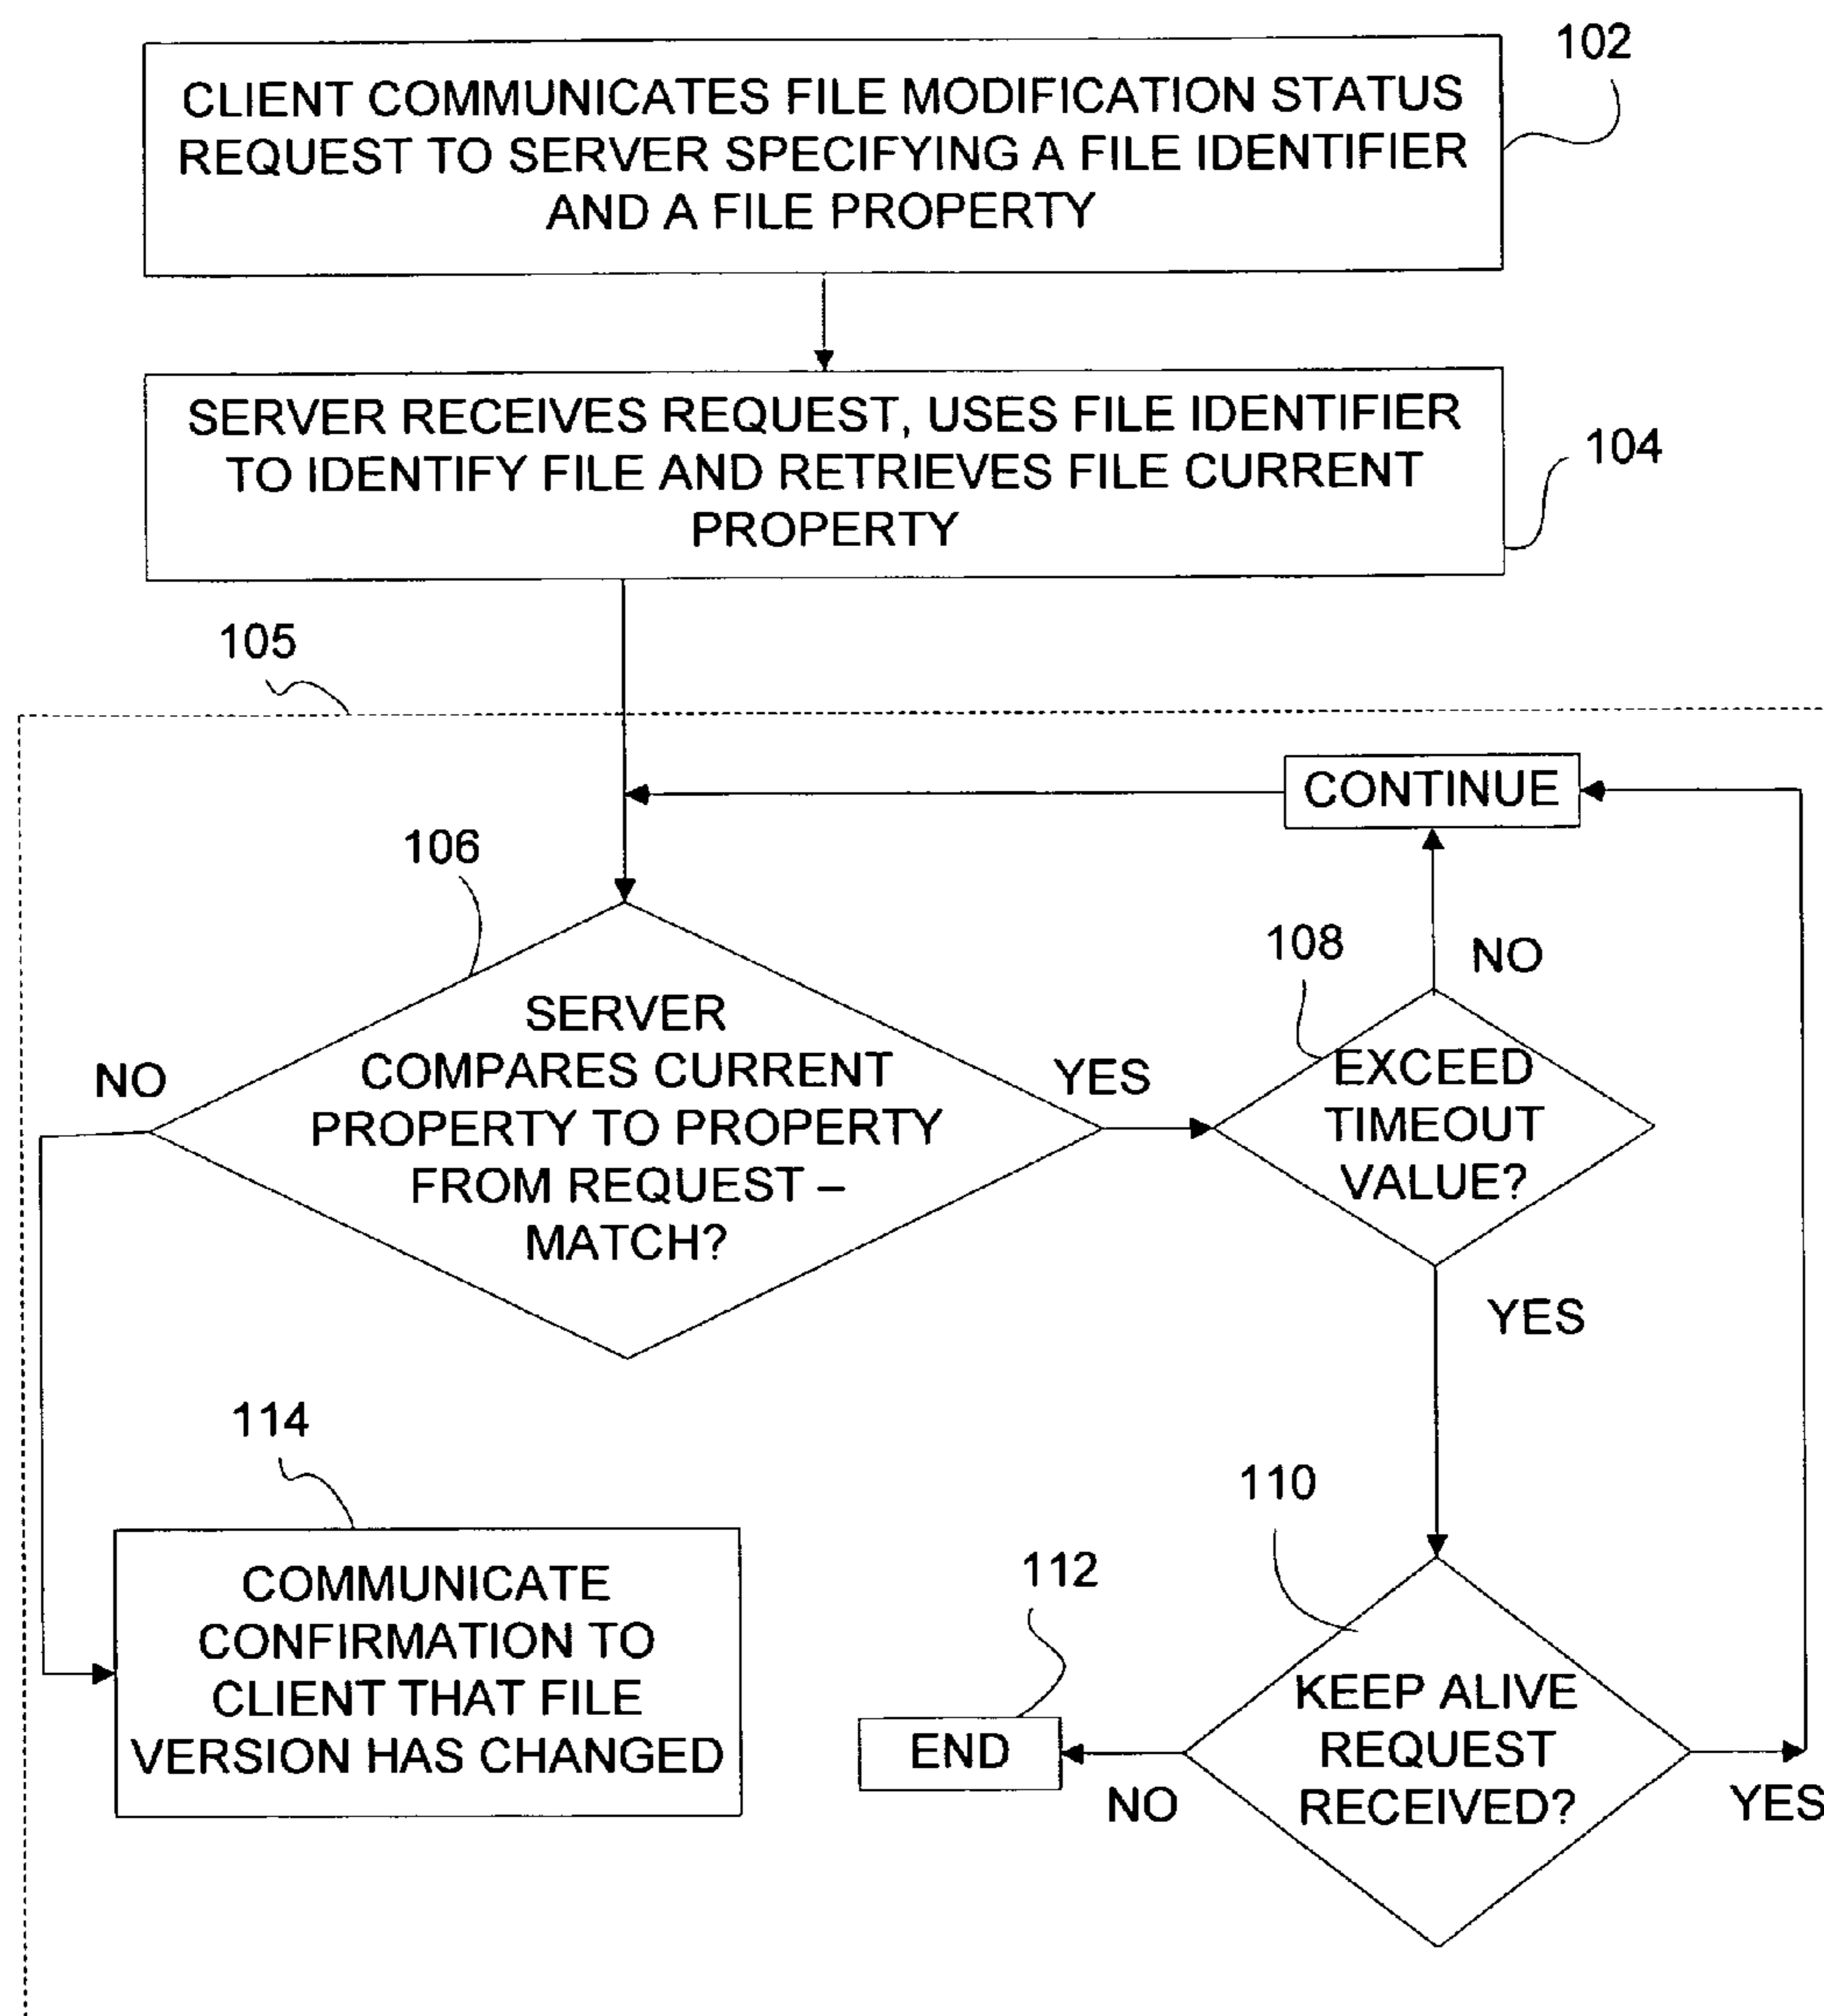 102
CLIENT COMMUNICATES FILE MODIFICATION STATUS
REQUEST TO SERVER SPECIFYING A FILE IDENTIFIER
AND A FILE PROPERTY
SERVER RECEIVES REQUEST, USES FILE IDENTIFIER
TO IDENTIFY FILE AND RETRIEVES FILE CURRENT
PROPERTY
104
105
CONTINUE
106
108
NO
SERVER
COMPARES CURRENT
PROPERTY TO PROPERTY
FROM REQUEST –
MATCH?
NO
YES
EXCEED
TIMEOUT
VALUE?
YES
114
110
112
COMMUNICATE
CONFIRMATION TO
CLIENT THAT FILE
VERSION HAS CHANGED
END
NO
KEEP ALIVE
REQUEST
RECEIVED?
YES